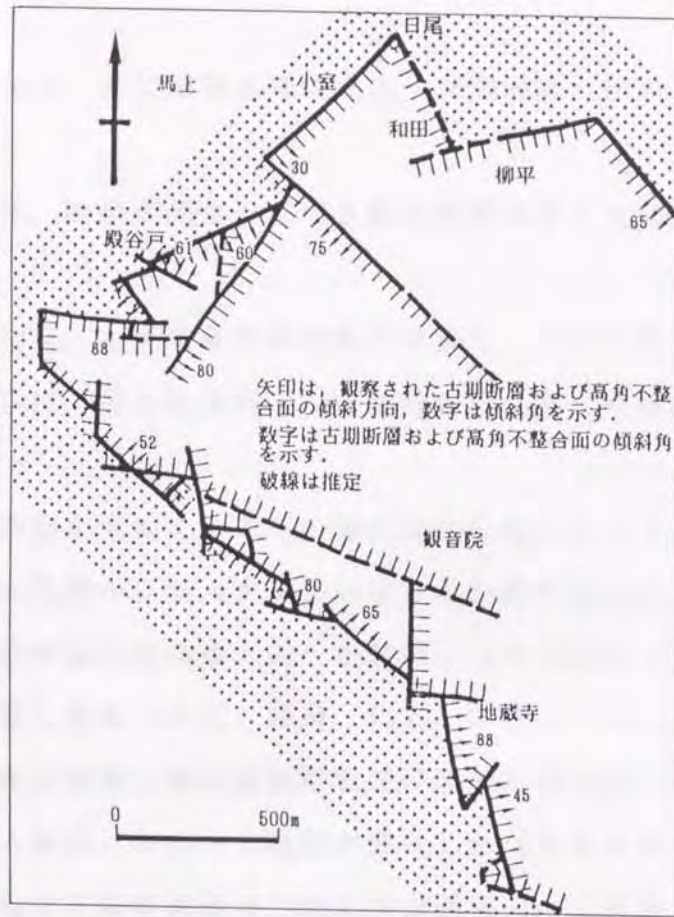 日尾
小室
馬上
和田
柳平
30
65
殿谷戸
61
60
75
88
80
矢印は，観察された古期断層および高角不整
合面の傾斜方向，数字は傾斜角を示す．
数字は古期断層および高角不整合面の傾斜角
を示す．
破線は推定
52
観音院
80
65
地蔵寺
88
45
0
500m